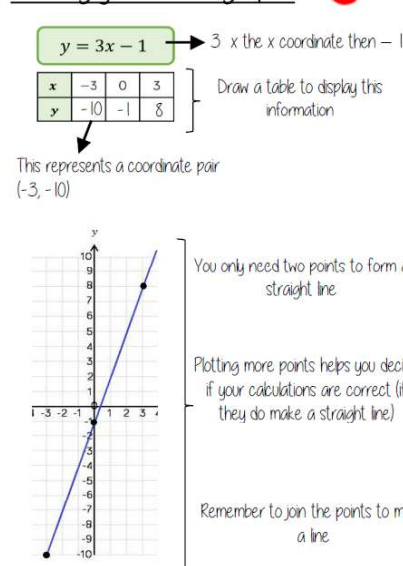 y = 3x − 1
3 x the x coordinate then − 1
x −3 0 3
y -10 -1 8
Draw a table to display this
information
This represents a coordinate pair
(-3, -10)
y
10
9
8
7
6
5
4
3
2
1
0
-3 -2 -1 1 2 3
-1
-2
-3
-4
-5
-6
-7
-8
-9
-10
You only need two points to form a
straight line
Plotting more points helps you deci
if your calculations are correct (if
they do make a straight line)
Remember to join the points to m
a line